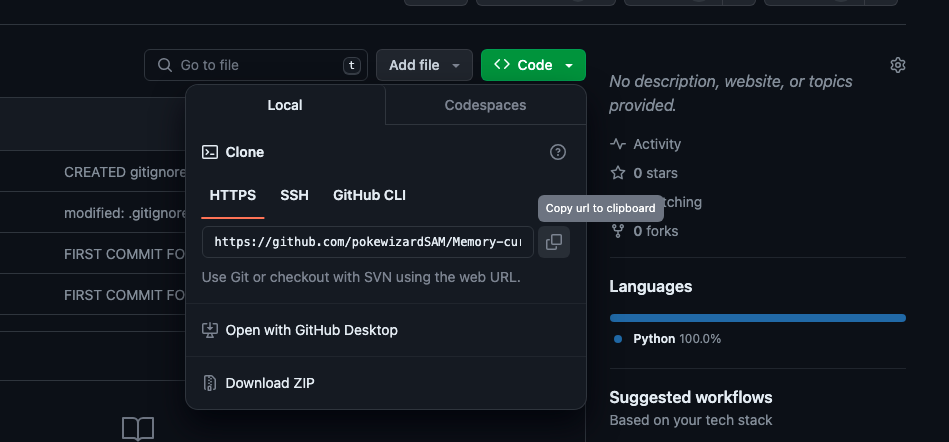 Go to file
t
Add file
Code
Local
Codespaces
Clone
HTTPS
SSH
GitHub CLI
Copy url to clipboard
https://github.com/pokewizardSAM/Memory-cu
Use Git or checkout with SVN using the web URL.
Open with GitHub Desktop
Download ZIP
CREATED gitignore
modified: .gitignore
FIRST COMMIT FO
FIRST COMMIT FO
No description, website, or topics
provided.
Activity
0 stars
tching
0 forks
Languages
Python 100.0%
Suggested workflows
Based on your tech stack